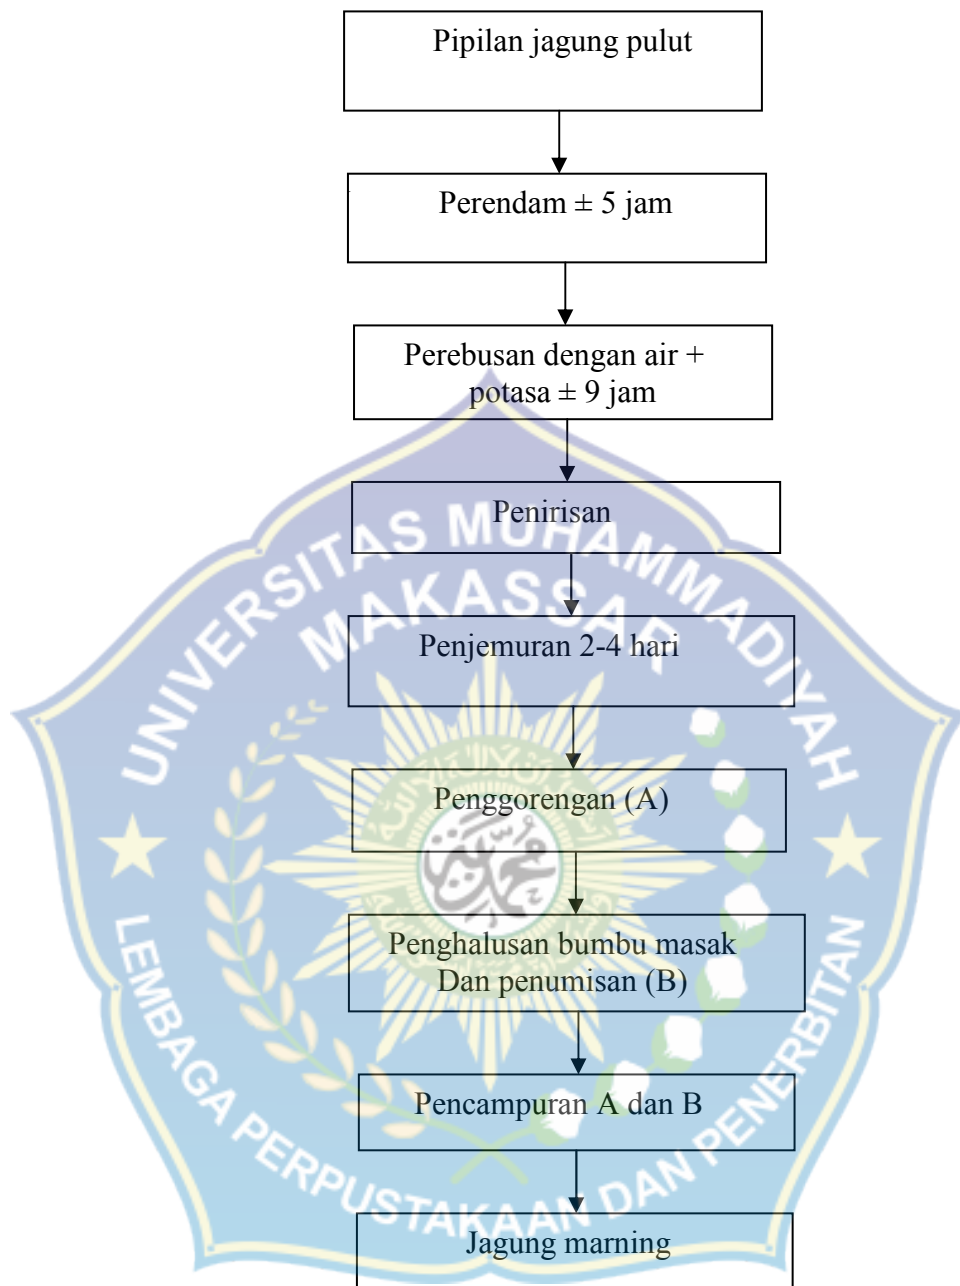 Pipilan jagung pulut
Perendam ± 5 jam
Perebusan dengan air +
potasa ± 9 jam
Penirisan
UNIVERSITAS MUHAMMADIYAH
MAKASSAR
Penjemuran 2-4 hari
Penggorengan (A)
Penghalusan bumbu masak
Dan penumisan (B)
Pencampuran A dan B
LEMBAGA PERPUSTAKAAN DAN PENERBITAN
Jagung marning